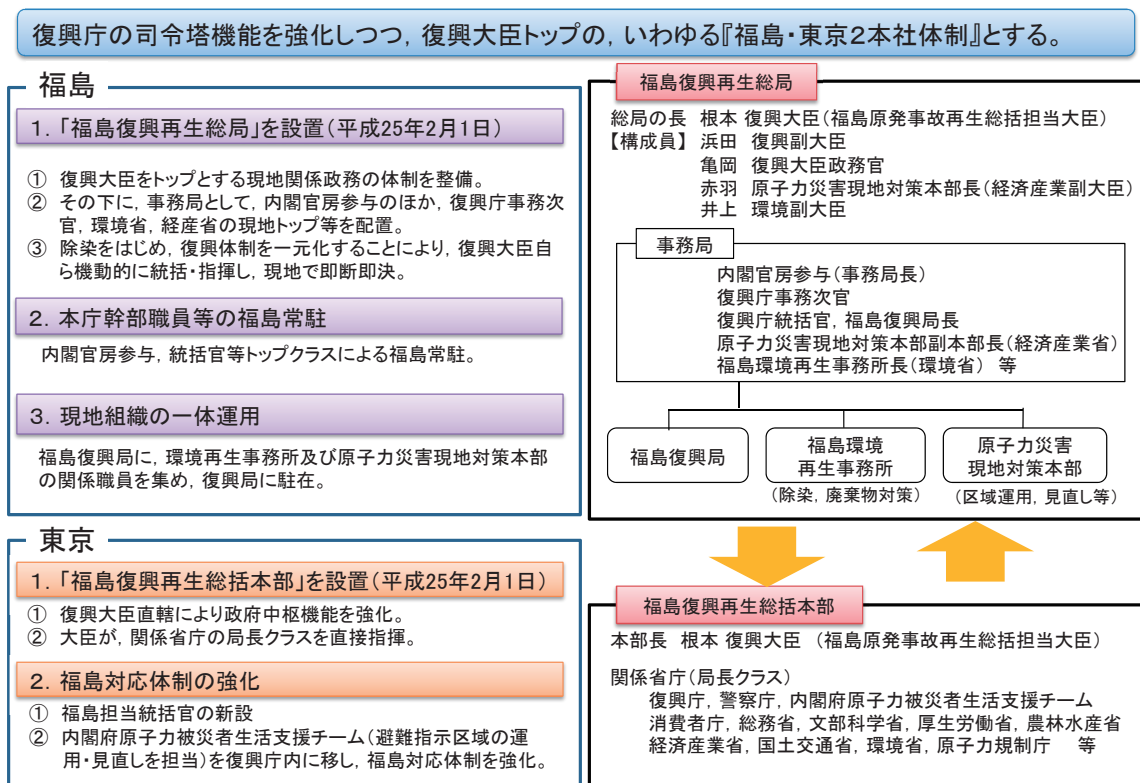 復興庁の司令塔機能を強化しつつ，復興大臣トップの，いわゆる『福島・東京２本社体制』とする。
福島
１．「福島復興再生総局」を設置（平成25年2月1日）
① 復興大臣をトップとする現地関係政務の体制を整備。
② その下に，事務局として，内閣官房参与のほか，復興庁事務次
官，環境省，経産省の現地トップ等を配置。
③ 除染をはじめ，復興体制を一元化することにより，復興大臣自
ら機動的に統括・指揮し，現地で即断即決。
２．本庁幹部職員等の福島常駐
内閣官房参与，統括官等トップクラスによる福島常駐。
３．現地組織の一体運用
福島復興局に，環境再生事務所及び原子力災害現地対策本部
の関係職員を集め，復興局に駐在。
福島復興再生総局
総局の長 根本 復興大臣（福島原発事故再生総括担当大臣）
【構成員】 浜田 復興副大臣
亀岡 復興大臣政務官
赤羽 原子力災害現地対策本部長（経済産業副大臣）
井上 環境副大臣
事務局
内閣官房参与（事務局長）
復興庁事務次官
復興庁統括官，福島復興局長
原子力災害現地対策本部副本部長（経済産業省）
福島環境再生事務所長（環境省） 等
福島復興局
福島環境
再生事務所
（除染，廃棄物対策）
原子力災害
現地対策本部
（区域運用，見直し等）
東京
１．「福島復興再生総括本部」を設置（平成25年2月1日）
① 復興大臣直轄により政府中枢機能を強化。
② 大臣が，関係省庁の局長クラスを直接指揮。
２．福島対応体制の強化
① 福島担当統括官の新設
② 内閣府原子力被災者生活支援チーム（避難指示区域の運
用・見直しを担当）を復興庁内に移し，福島対応体制を強化。
福島復興再生総括本部
本部長 根本 復興大臣 （福島原発事故再生総括担当大臣）
関係省庁（局長クラス）
復興庁，警察庁，内閣府原子力被災者生活支援チーム
消費者庁，総務省，文部科学省，厚生労働省，農林水産省
経済産業省，国土交通省，環境省，原子力規制庁 等